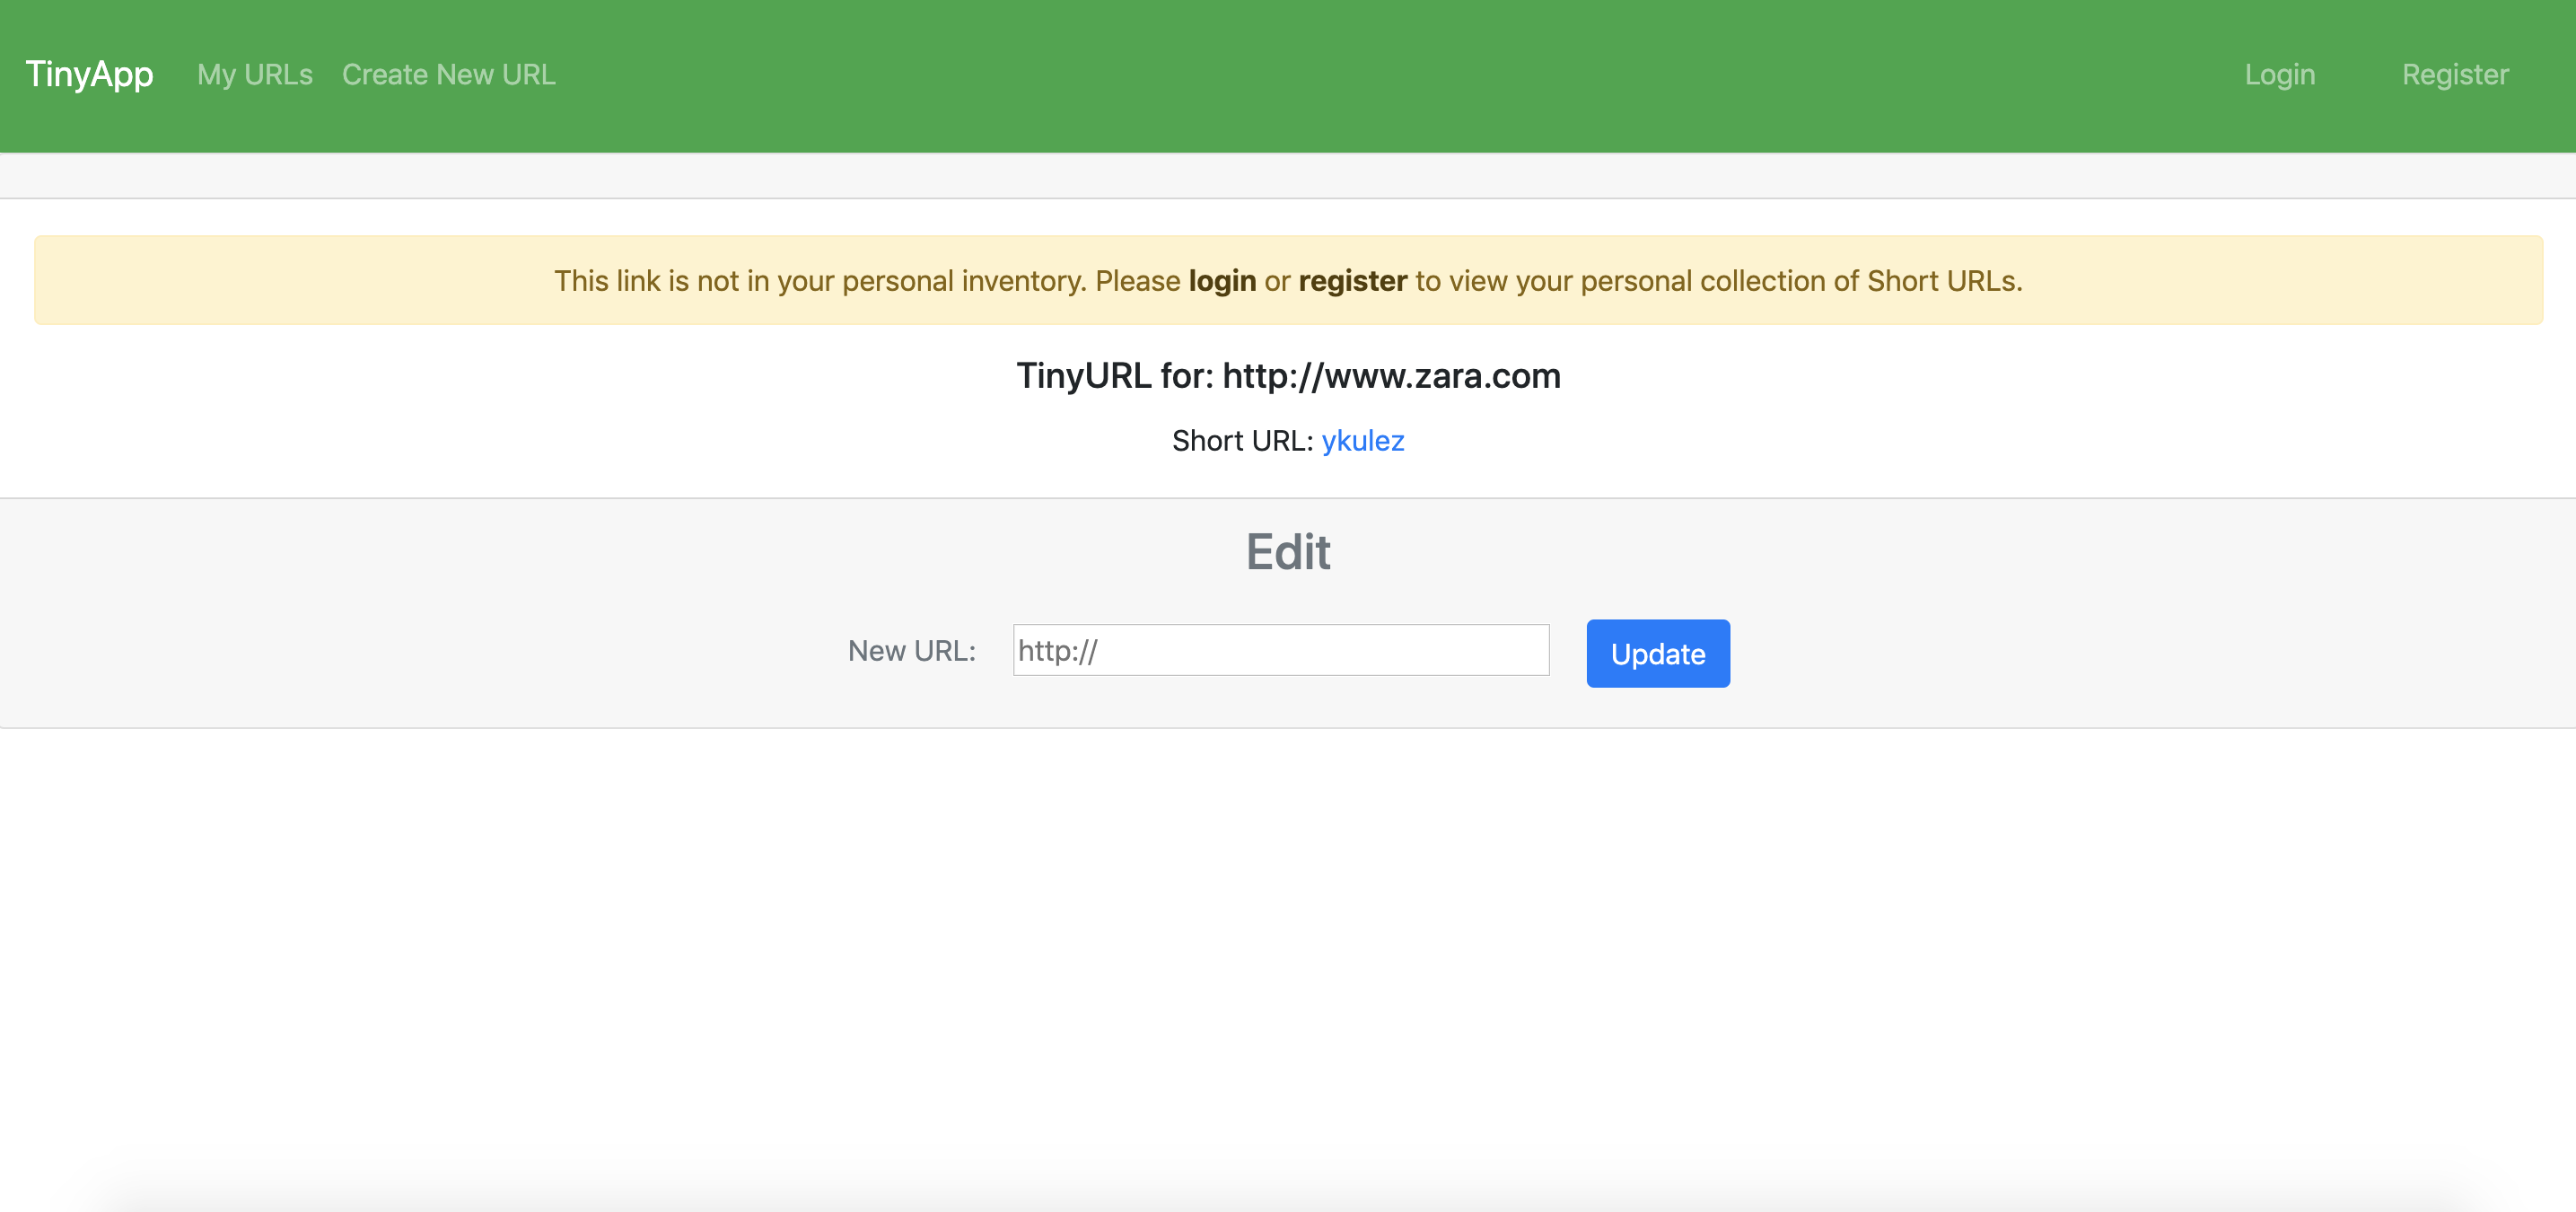 TinyApp My URLs Create New URL Login Register
This link is not in your personal inventory. Please login or register to view your personal collection of Short URLs.
TinyURL for: http://www.zara.com
Short URL: ykulez
Edit
New URL: http:// Update